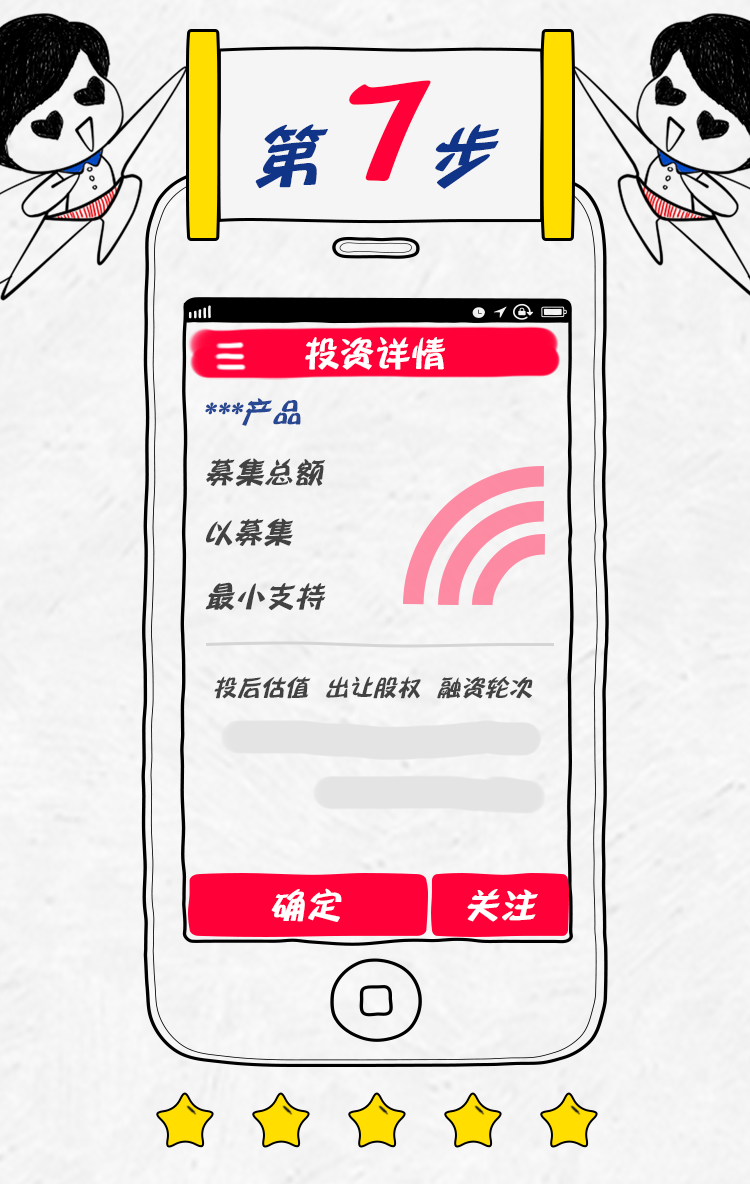 第7步
投资详情
***产品
募集总额
以募集
最小支持
投后估值 出让股权 融资轮次
确定 关注